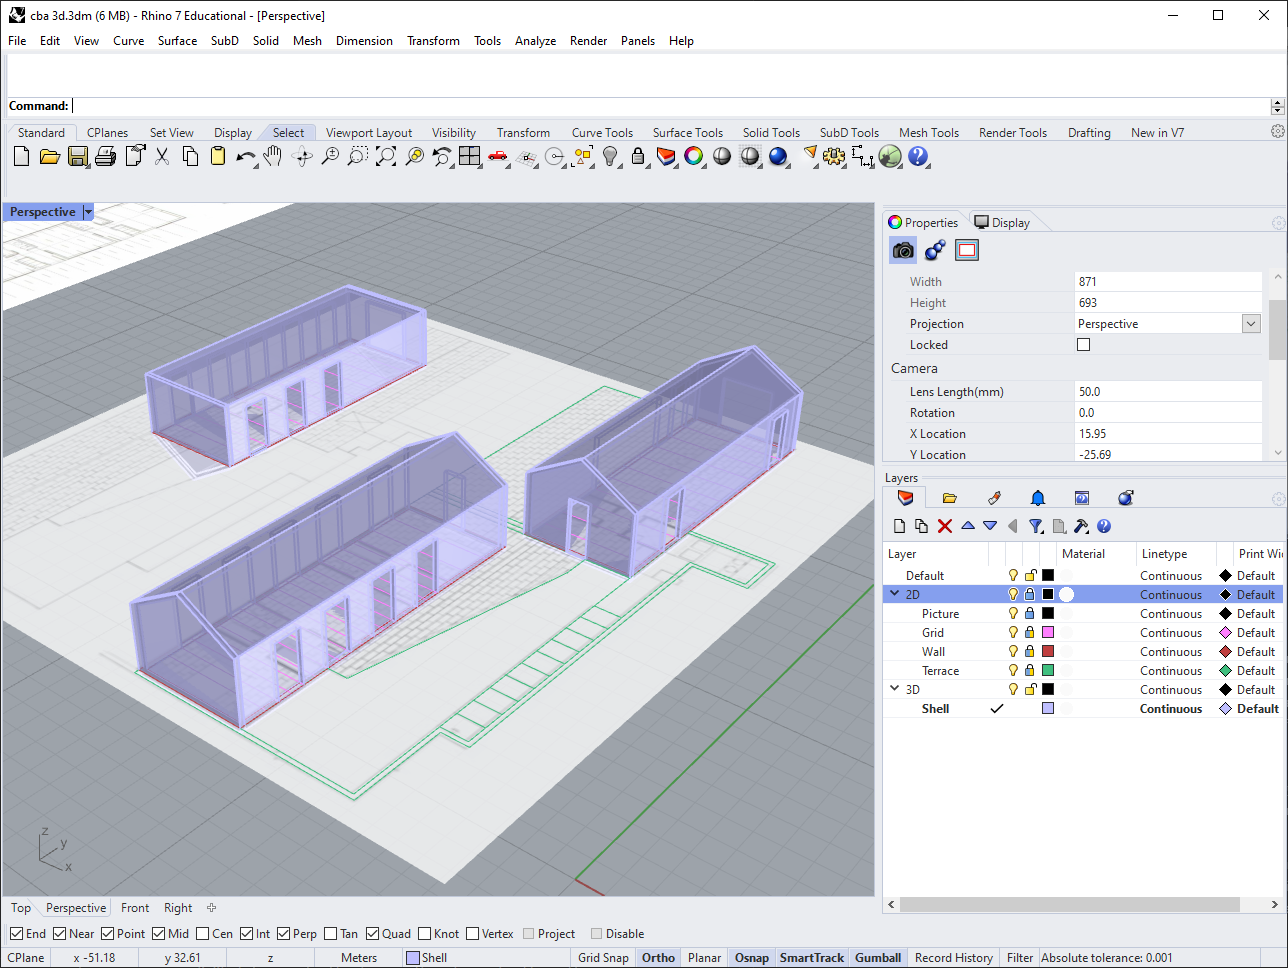 cba 3d.3dm (6 MB) - Rhino 7 Educational - [Perspective]
File Edit View Curve Surface SubD Solid Mesh Dimension Transform Tools Analyze Render Panels Help
Command:
Standard CPlanes Set View Display Select Viewport Layout Visibility Transform Curve Tools Surface Tools Solid Tools SubD Tools Mesh Tools Render Tools Drafting New in V7
Perspective
z
y
x
Properties Display
Width 871
Height 693
Projection Perspective
Locked
Camera
Lens Length(mm) 50.0
Rotation 0.0
X Location 15.95
Y Location -25.69
Layers
Layer Material Linetype Print Wi
Default Continuous Default
2D Continuous Default
Picture Continuous Default
Grid Continuous Default
Wall Continuous Default
Terrace Continuous Default
3D Continuous Default
Shell Continuous Default
Top Perspective Front Right
End Near Point Mid Cen Int Perp Tan Quad Knot Vertex Project Disable
CPlane x -51.18 y 32.61 z Meters Shell Grid Snap Ortho Planar Osnap SmartTrack Gumball Record History Filter Absolute tolerance: 0.001